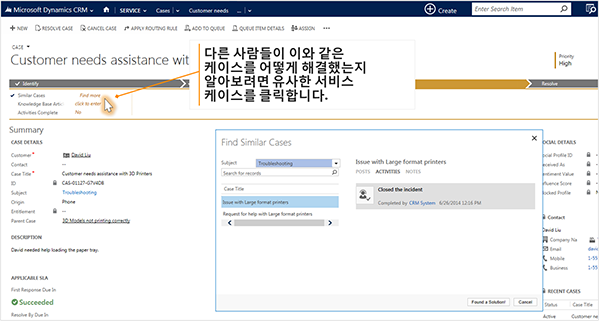 Microsoft Dynamics CRM
SERVICE
Cases
Customer needs
...
Create
Search Insert Item
NEW
RESOLVE CASE
CANCEL CASE
APPLY ROUTING RULE
ADD TO QUEUE
QUEUE ITEM DETAILS
ASSIGN
...
CASE
Customer needs assistance with
Priority
High
다른 사람들이 이와 같은
케이스를 어떻게 해결했는지
알아보려면 유사한 서비스
케이스를 클릭합니다.
Identify
Similar Cases Find more
Knowledge Base Artic click to enter
Activities Complete No
Summary
CASE DETAILS
Customer * David Liu
Contact ---
Case Title * Customer needs assistance with 3D Printers
ID CAS-01127-G7V4D8
Subject Troubleshooting
Origin Phone
Entitlement ---
Parent Case 3D Models not printing correctly
DESCRIPTION
David needed help loading the paper tray.
APPLICABLE SLA
First Response Due In
Succeeded
Resolve By Due In
Find Similar Cases
Subject Troubleshooting
Search for records
Case Title
Issue with Large format printers
Request for help with Large format printers
Issue with Large format printers
POSTS ACTIVITIES NOTES
Closed the incident
Completed by CRM System 6/26/2014 12:16 PM
Found a Solution!
Cancel
SOCIAL DETAILS
Social Profile ID
Received As
Sentiment Value
Influence Score
Blocked Profile
Contact
David Liu
Company Na
Email
Mobile
Business
RECENT CASES
Status
Active